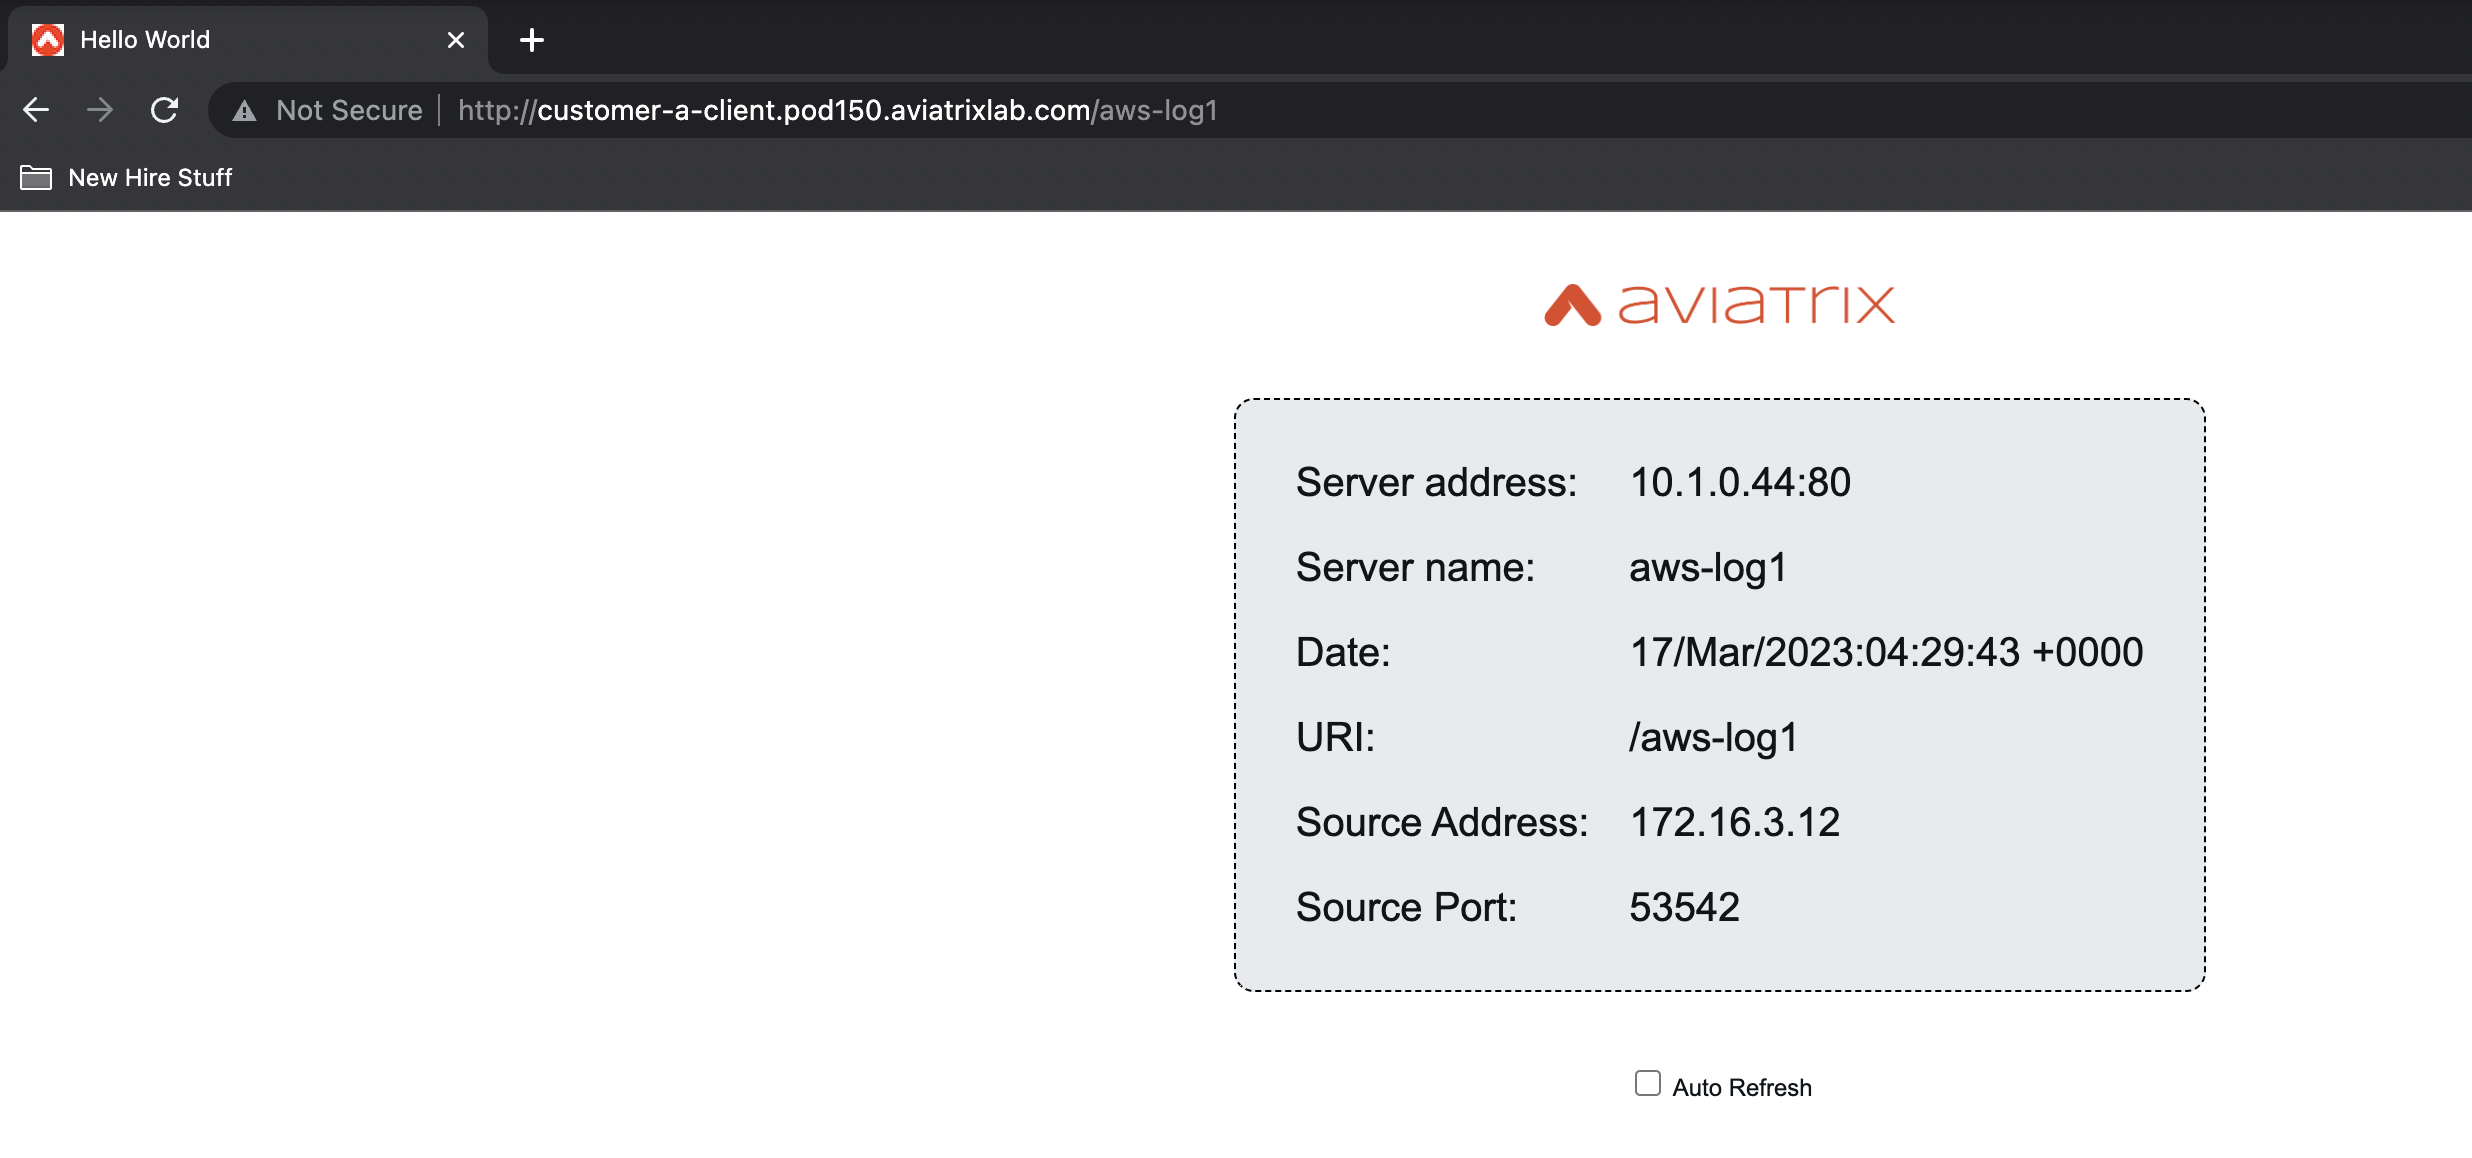 Hello World
Not Secure http://customer-a-client.pod150.aviatrixlab.com/aws-log1
New Hire Stuff
aviatrix
Server address: 10.1.0.44:80
Server name: aws-log1
Date: 17/Mar/2023:04:29:43 +0000
URI: /aws-log1
Source Address: 172.16.3.12
Source Port: 53542
Auto Refresh